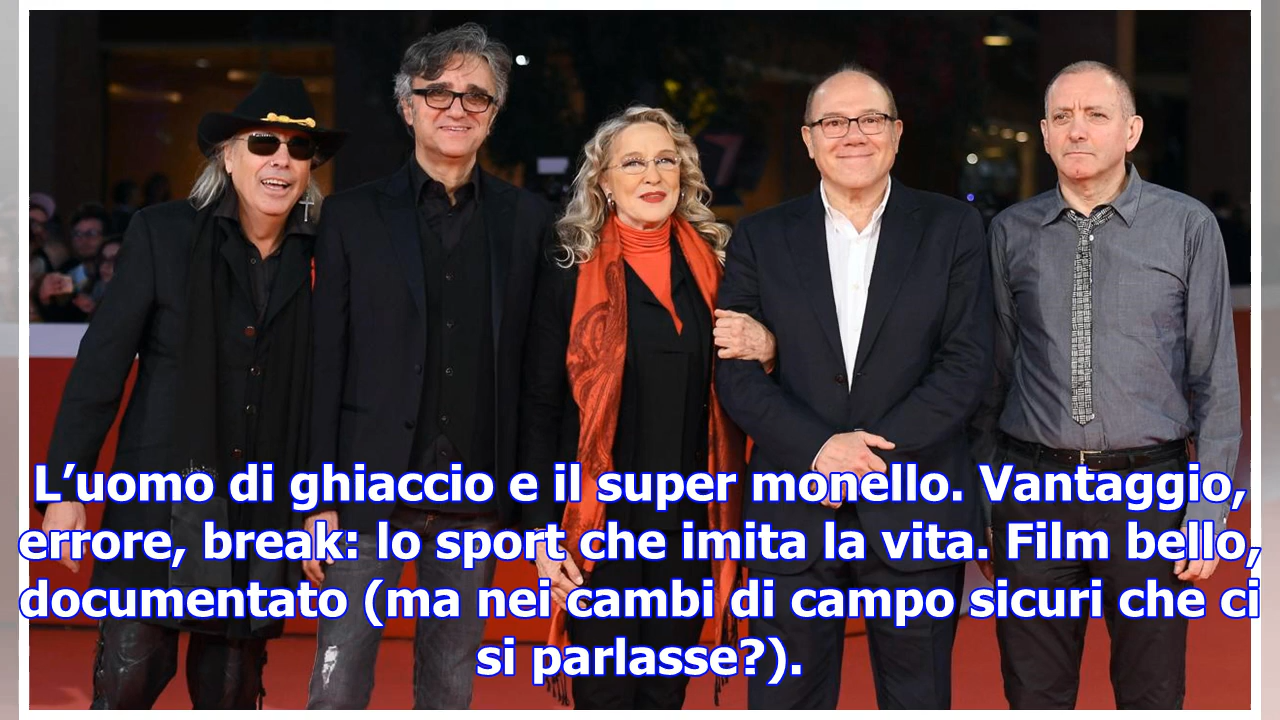 L’uomo di ghiaccio e il super monello. Vantaggio,
errore, break: lo sport che imita la vita. Film bello,
documentato (ma nei cambi di campo sicuri che ci
si parlasse?).